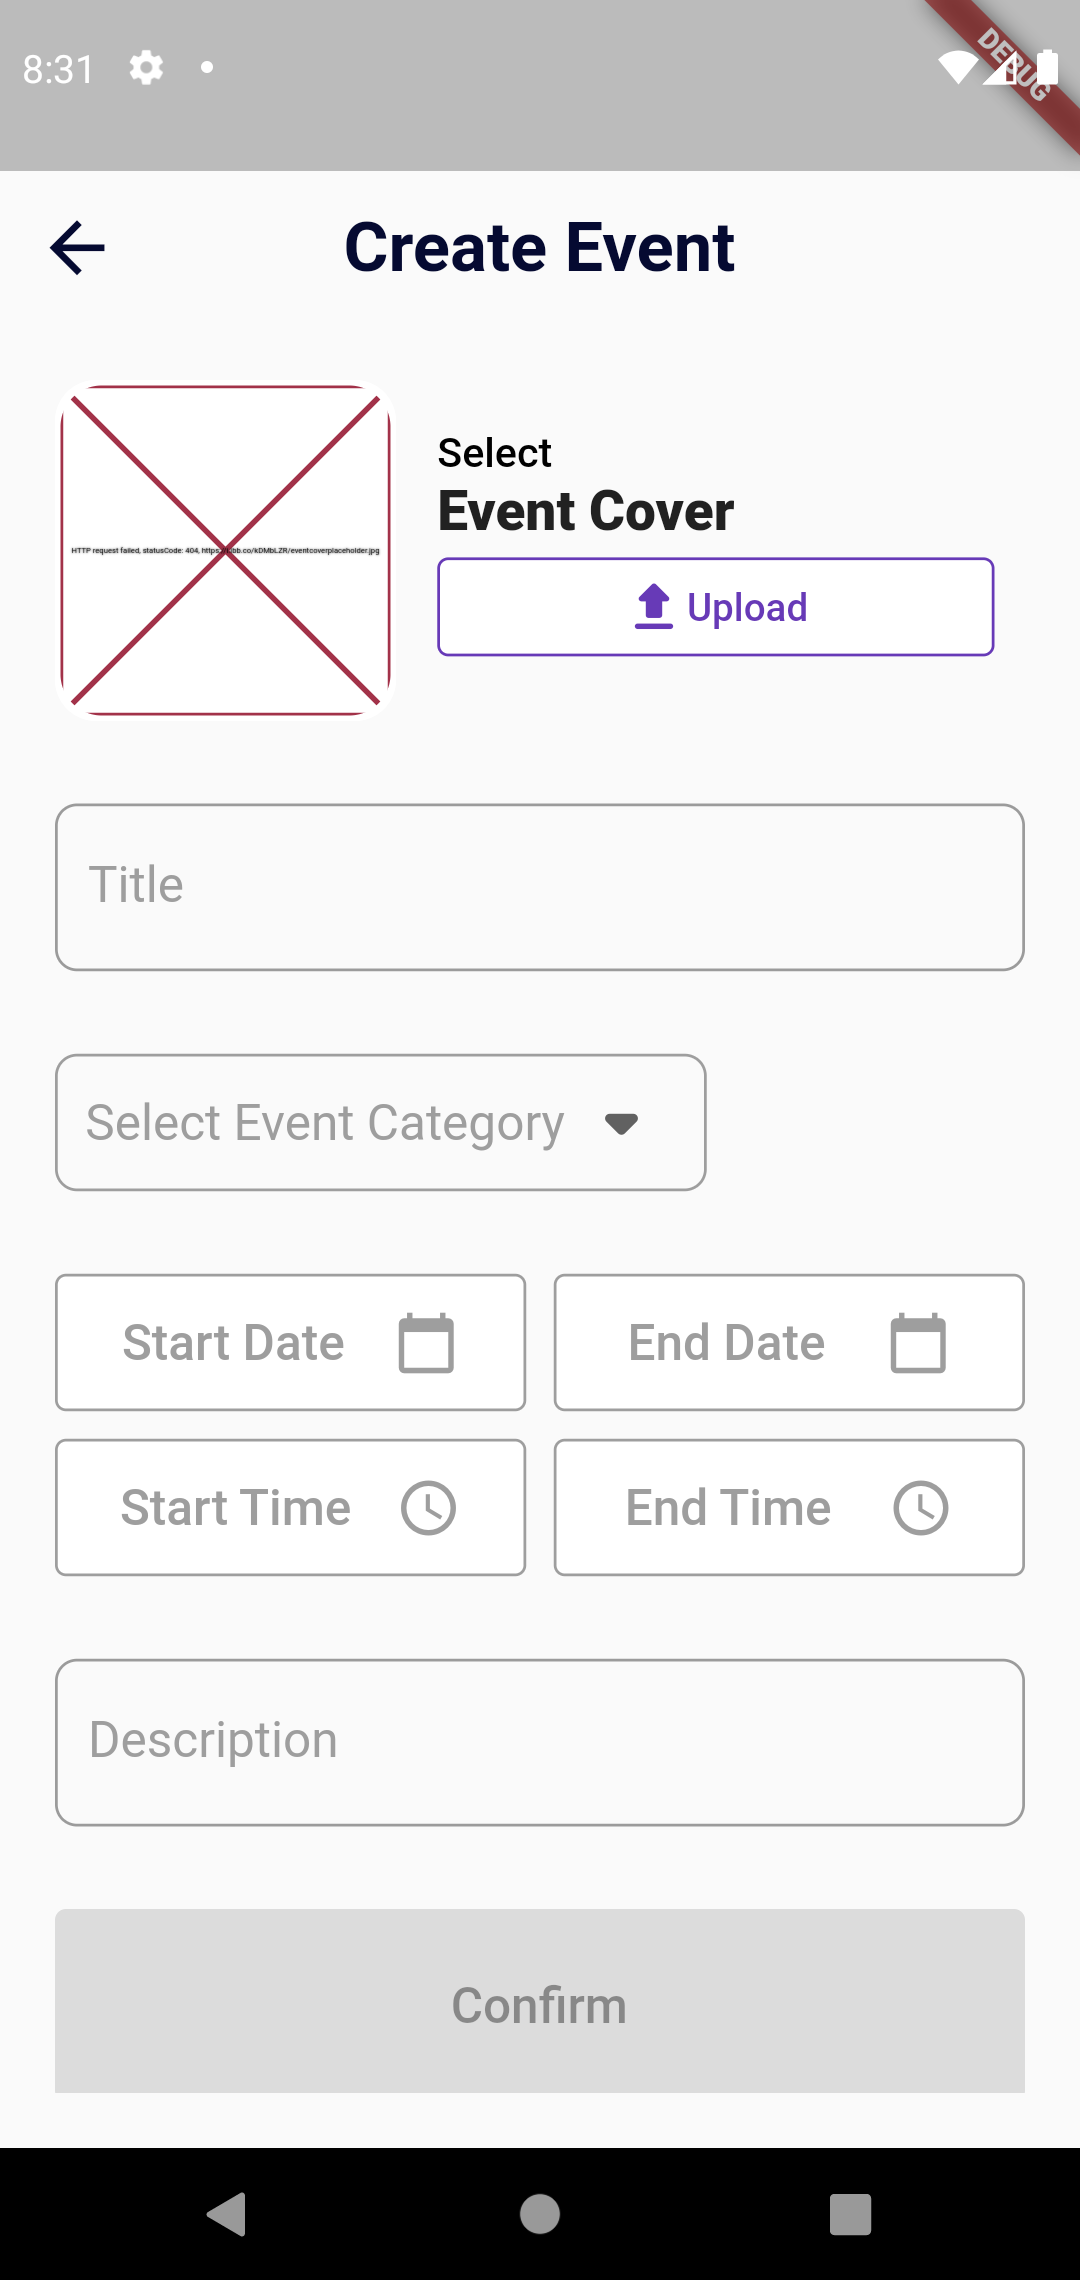 8:31
DEBUG
Create Event
HTTP request failed, statusCode: 404, https://i.ibb.co/kDMbLZR/eventcoverplaceholder.jpg
Select
Event Cover
Upload
Title
Select Event Category
Start Date
End Date
Start Time
End Time
Description
Confirm